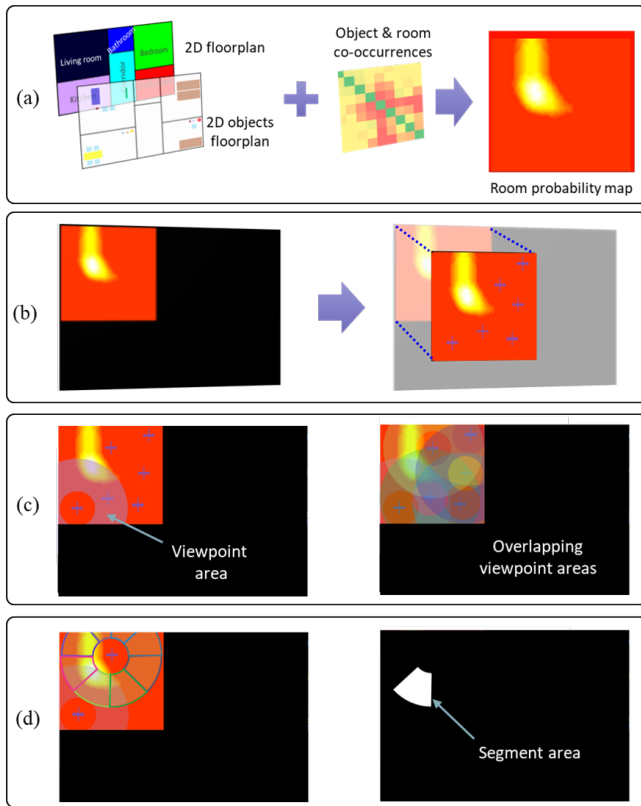 (a)
Living room
Bathroom
Bedroom
2D floorplan
2D objects
floorplan
Object & room
co-occurrences
Room probability map
(b)
(c)
Viewpoint
area
Overlapping
viewpoint areas
(d)
Segment area